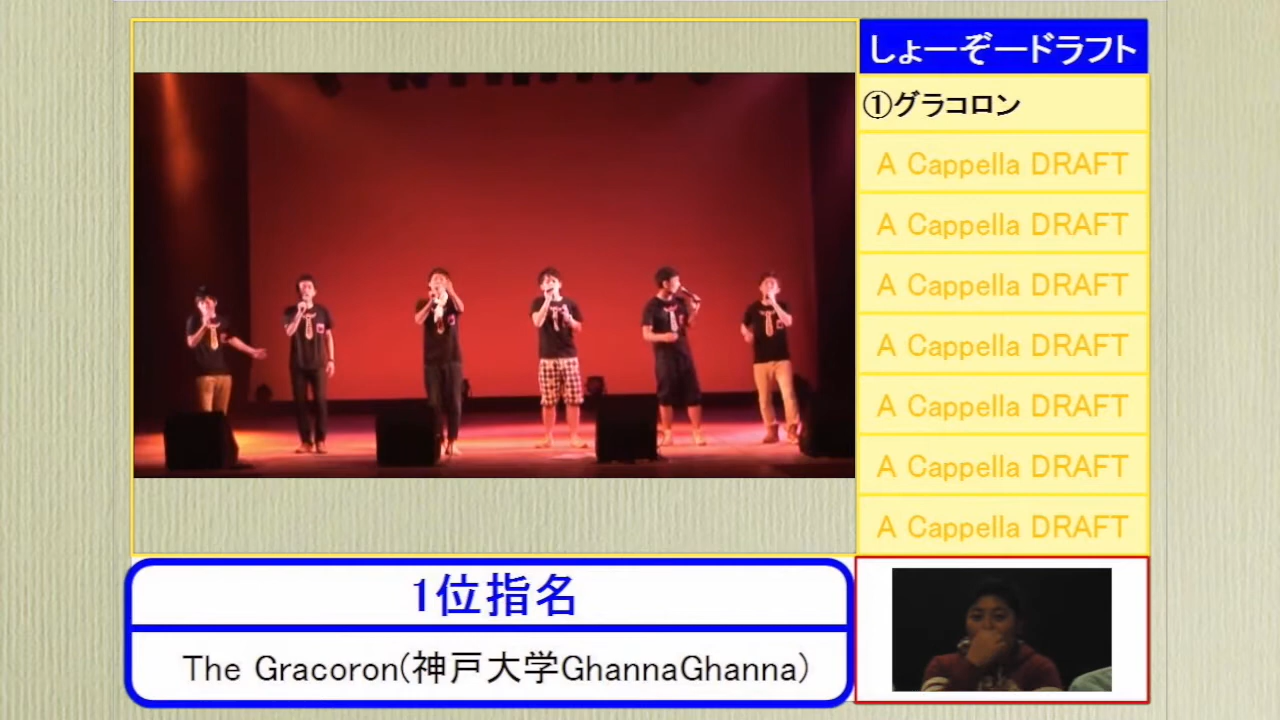 しょーぞードラフト
①グラコロン
A Cappella DRAFT
A Cappella DRAFT
A Cappella DRAFT
A Cappella DRAFT
A Cappella DRAFT
A Cappella DRAFT
A Cappella DRAFT
1位指名
The Gracoron(神戸大学GhannaGhanna)